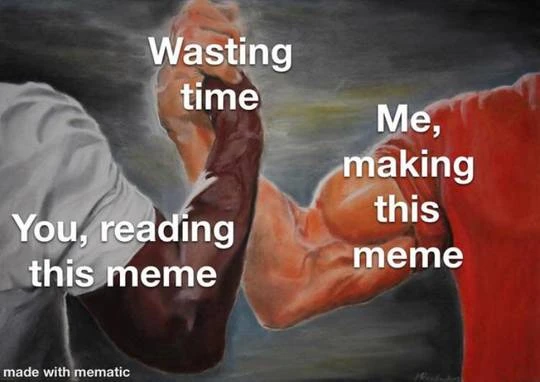 Wasting
time
Me,
making
this
meme
You, reading
this meme
made with mematic